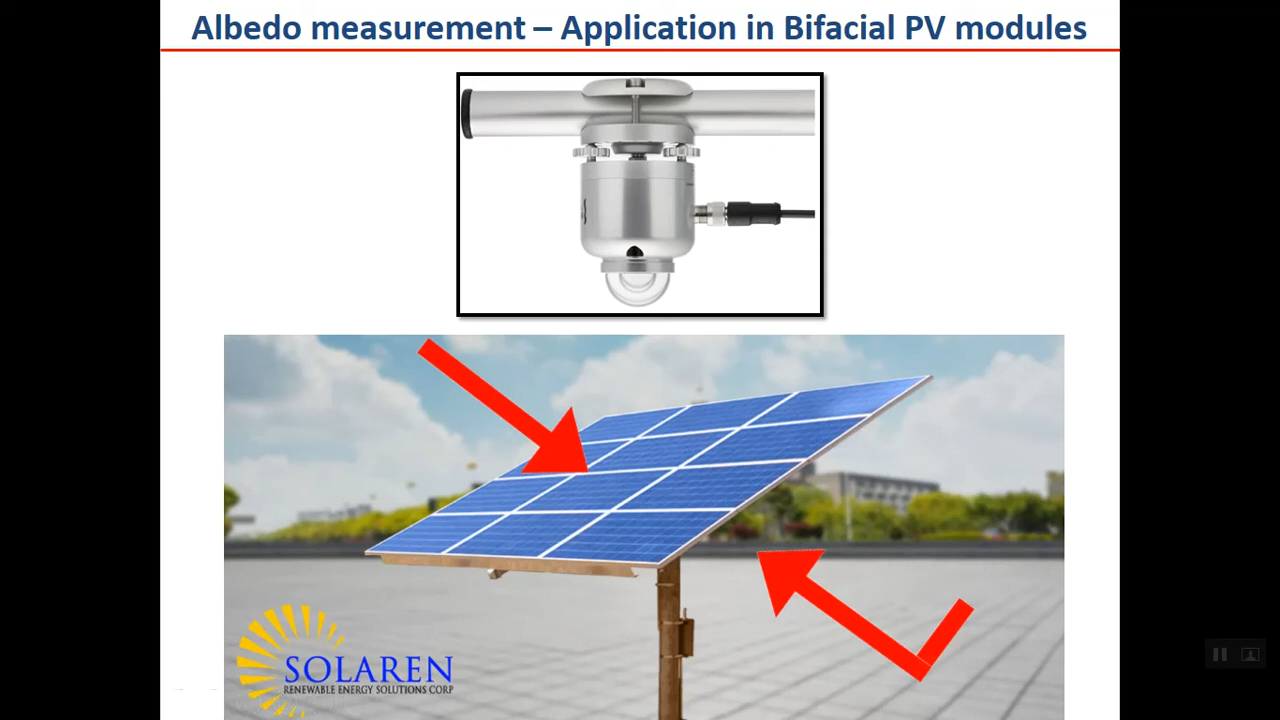 Albedo measurement – Application in Bifacial PV modules
SOLAREN
RENEWABLE ENERGY SOLUTIONS CORP